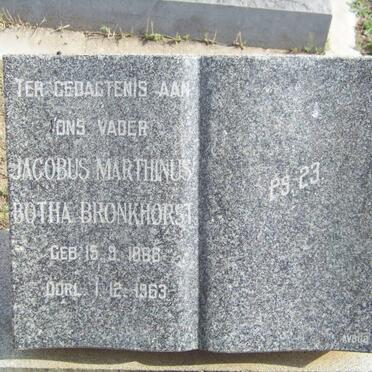 TER GEDAGTENIS AAN
ONS VADER
JACOBUS MARTHINUS
BOTHA BRONKHORST
GEB 15. 9. 1886
OORL. 1. 12. 1963
PS. 23